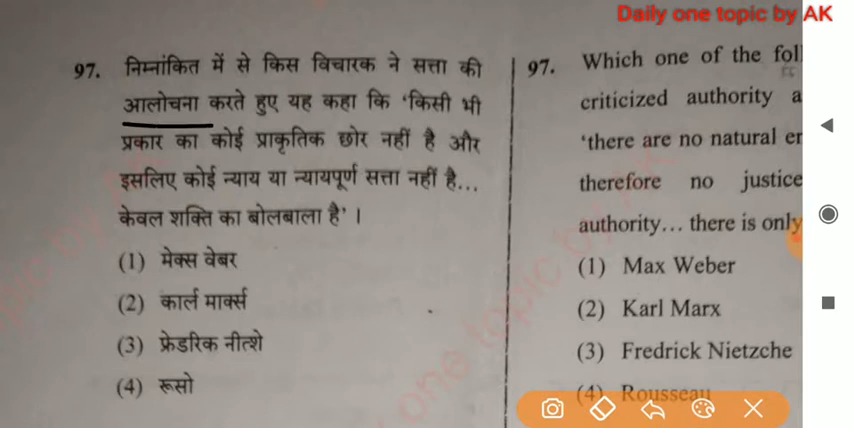 Daily one topic by AK
97. निम्नांकित में से किस विचारक ने सत्ता की
आलोचना करते हुए यह कहा कि 'किसी भी
प्रकार का कोई प्राकृतिक छोर नहीं है और
इसलिए कोई न्याय या न्यायपूर्ण सत्ता नहीं है...
केवल शक्ति का बोलबाला है' ।
(1) मेक्स वेबर
(2) कार्ल मार्क्स
(3) फ्रेडरिक नीत्शे
(4) रूसो
97. Which one of the fol
criticized authority a
'there are no natural en
therefore no justice
authority... there is only
(1) Max Weber
(2) Karl Marx
(3) Fredrick Nietzche
(4) Rousseau